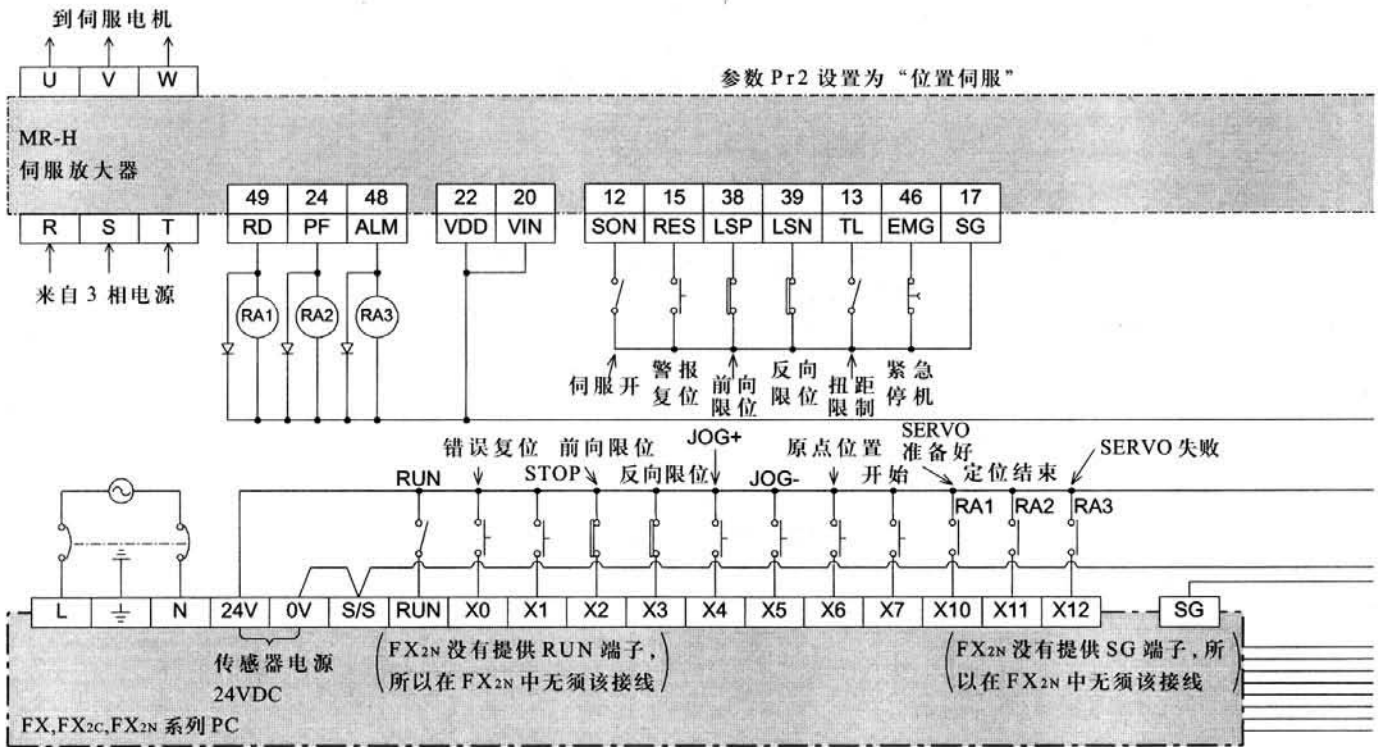 到伺服电机
U V W
参数 Pr2 设置为“位置伺服”
MR-H
伺服放大器
49 24 48 22 20 12 15 38 39 13 46 17
R S T RD PF ALM VDD VIN SON RES LSP LSN TL EMG SG
来自 3 相电源
RA1 RA2 RA3
伺服开
警报
复位
前向
限位
反向
限位
扭距
限制
紧急
停机
错误复位
前向限位
JOG+
原点位置
SERVO
准备好
SERVO 失败
RUN
STOP
反向限位
JOG-
开始
定位结束
RA1 RA2 RA3
L N 24V 0V S/S RUN X0 X1 X2 X3 X4 X5 X6 X7 X10 X11 X12 SG
传感器电源
24VDC
(FX2N 没有提供 RUN 端子,
所以在 FX2N 中无须该接线)
(FX2N 没有提供 SG 端子,所
以在 FX2N 中无须该接线)
FX,FX2C,FX2N 系列 PC